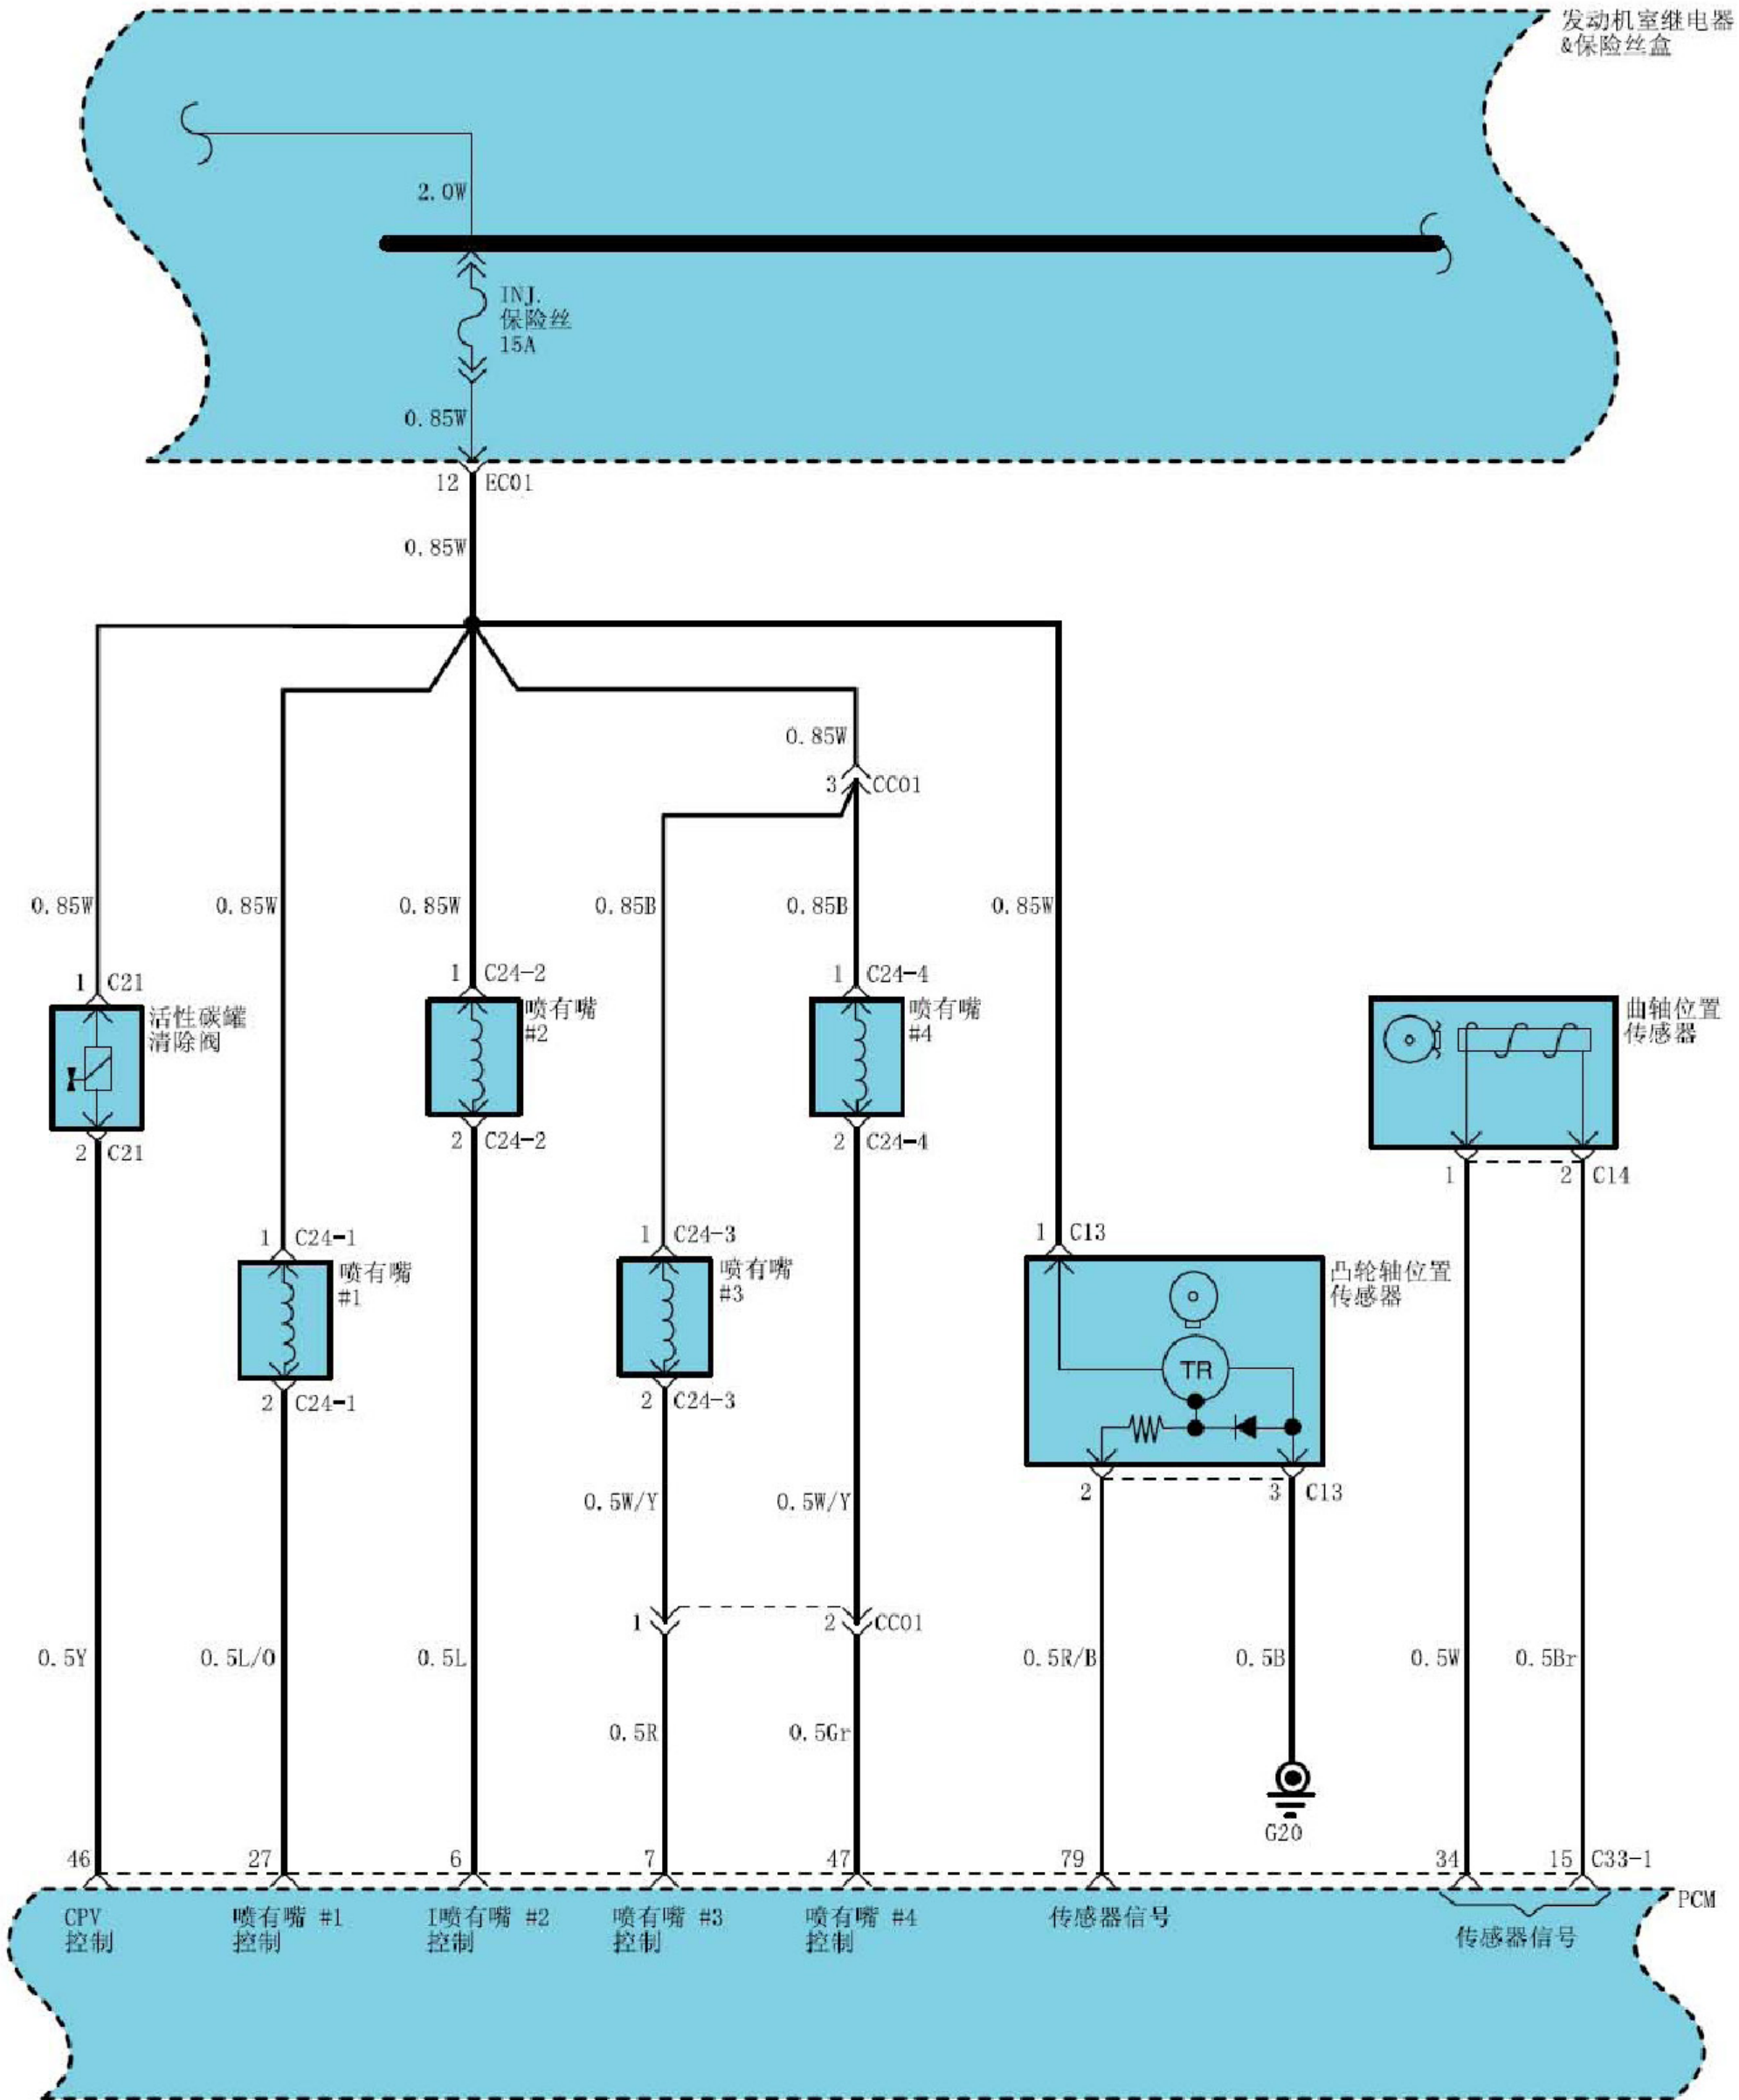 发动机室继电器
&保险丝盒
2.0W
INJ.
保险丝
15A
0.85W
12 EC01
0.85W
0.85W
3 CC01
0.85W 0.85W 0.85W 0.85B 0.85B 0.85W
1 C21
活性碳罐
清除阀
2 C21
1 C24-2
喷有嘴
#2
2 C24-2
1 C24-4
喷有嘴
#4
2 C24-4
曲轴位置
传感器
1 2 C14
1 C24-1
喷有嘴
#1
2 C24-1
1 C24-3
喷有嘴
#3
2 C24-3
1 C13
凸轮轴位置
传感器
TR
2 3 C13
0.5W/Y 0.5W/Y
1 2 CC01
0.5Y 0.5L/O 0.5L 0.5R/B 0.5B 0.5W 0.5Br
0.5R 0.5Gr
G20
46 27 6 7 47 79 34 15 C33-1
PCM
CPV
控制
喷有嘴 #1
控制
I喷有嘴 #2
控制
喷有嘴 #3
控制
喷有嘴 #4
控制
传感器信号
传感器信号